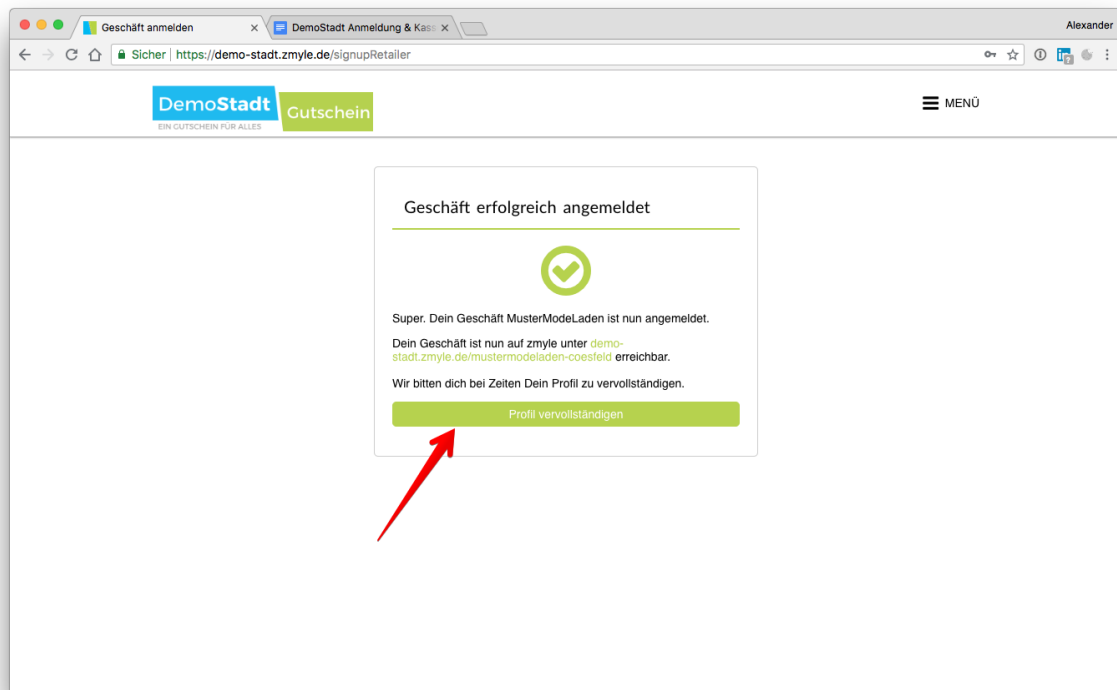 Geschäft anmelden
DemoStadt Anmeldung & Kass
Alexander
Sicher | https://demo-stadt.zmyle.de/signupRetailer
DemoStadt
Gutschein
EIN GUTSCHEIN FÜR ALLES
MENÜ
Geschäft erfolgreich angemeldet
Super. Dein Geschäft MusterModeLaden ist nun angemeldet.
Dein Geschäft ist nun auf zmyle unter demo-
stadt.zmyle.de/mustermodeladen-coesfeld erreichbar.
Wir bitten dich bei Zeiten Dein Profil zu vervollständigen.
Profil vervollständigen